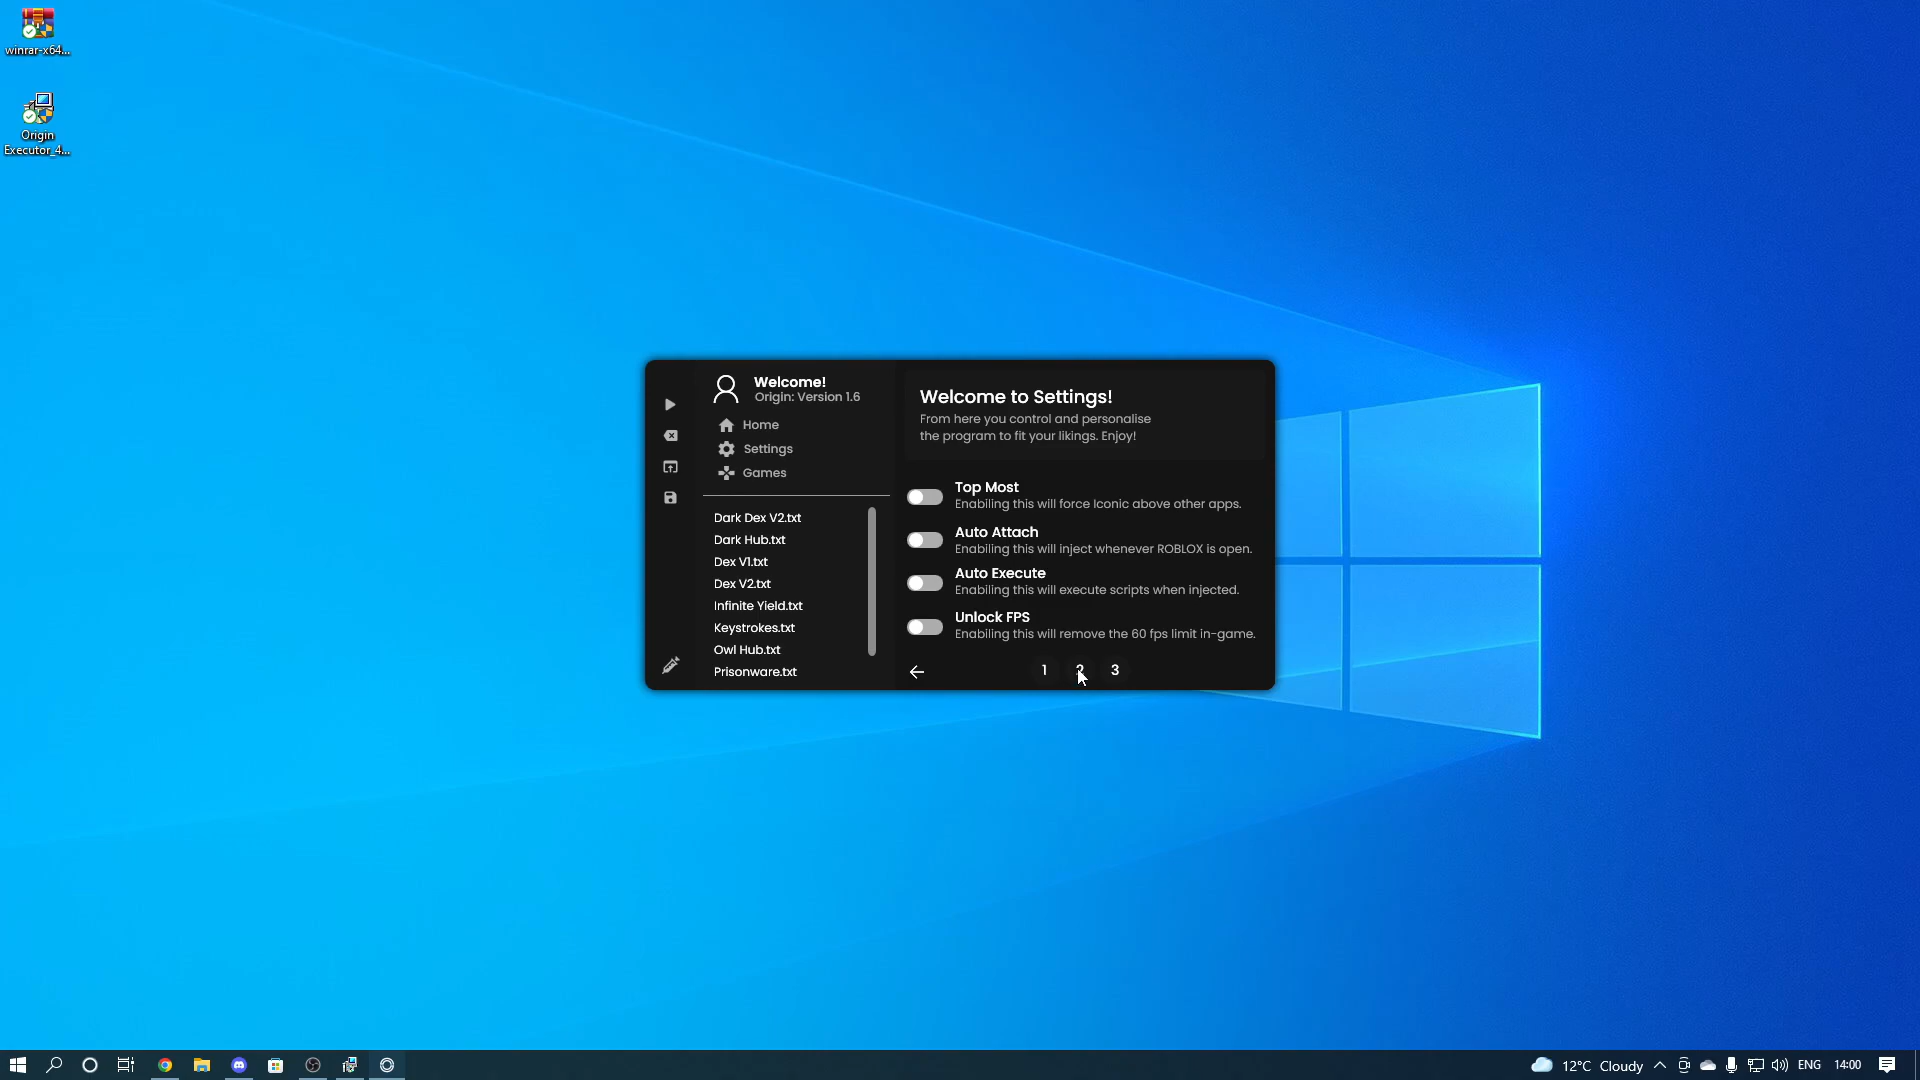 winrar-x64...
Origin
Executor_4...
Welcome!
Origin: Version 1.6
Home
Settings
Games
Dark Dex V2.txt
Dark Hub.txt
Dex V1.txt
Dex V2.txt
Infinite Yield.txt
Keystrokes.txt
Owl Hub.txt
Prisonware.txt
Welcome to Settings!
From here you control and personalise
the program to fit your likings. Enjoy!
Top Most
Enabiling this will force Iconic above other apps.
Auto Attach
Enabiling this will inject whenever ROBLOX is open.
Auto Execute
Enabiling this will execute scripts when injected.
Unlock FPS
Enabiling this will remove the 60 fps limit in-game.
1 2 3
12°C Cloudy ENG 14:00